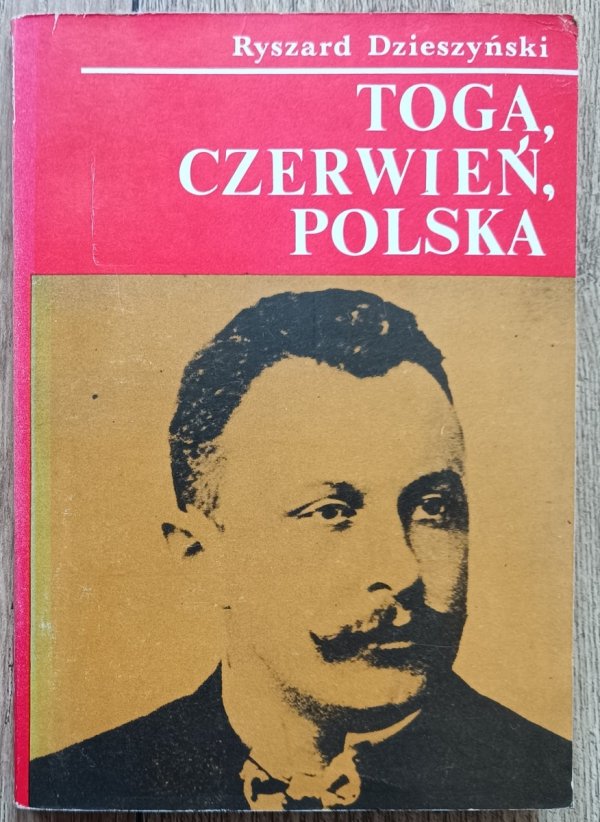 Ryszard Dzieszyński
TOGA,
CZERWIEŃ,
POLSKA